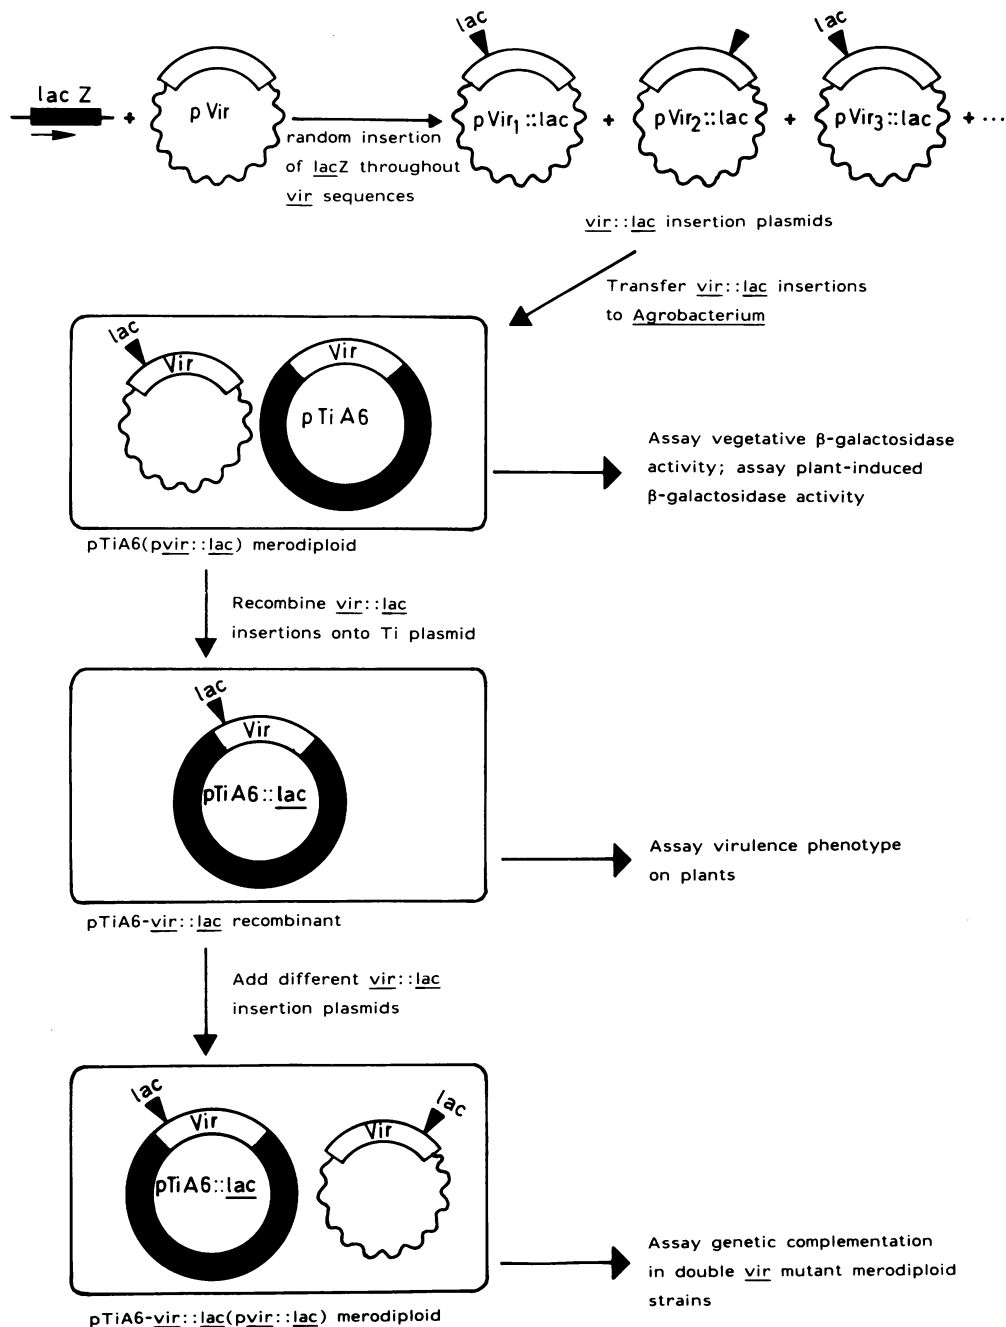 lac
lac
lac Z
+
pVir
random insertion
of lacZ throughout
vir sequences
pVir1::lac
+
pVir2::lac
+
pVir3::lac
+ ...
vir::lac insertion plasmids
Transfer vir::lac insertions
to Agrobacterium
lac
Vir
Vir
pTiA6
Assay vegetative β-galactosidase
activity; assay plant-induced
β-galactosidase activity
pTiA6(pvir::lac) merodiploid
Recombine vir::lac
insertions onto Ti plasmid
lac
Vir
pTiA6::lac
Assay virulence phenotype
on plants
pTiA6-vir::lac recombinant
Add different vir::lac
insertion plasmids
lac
lac
Vir
Vir
pTiA6::lac
Assay genetic complementation
in double vir mutant merodiploid
strains
pTiA6-vir::lac(pvir::lac) merodiploid